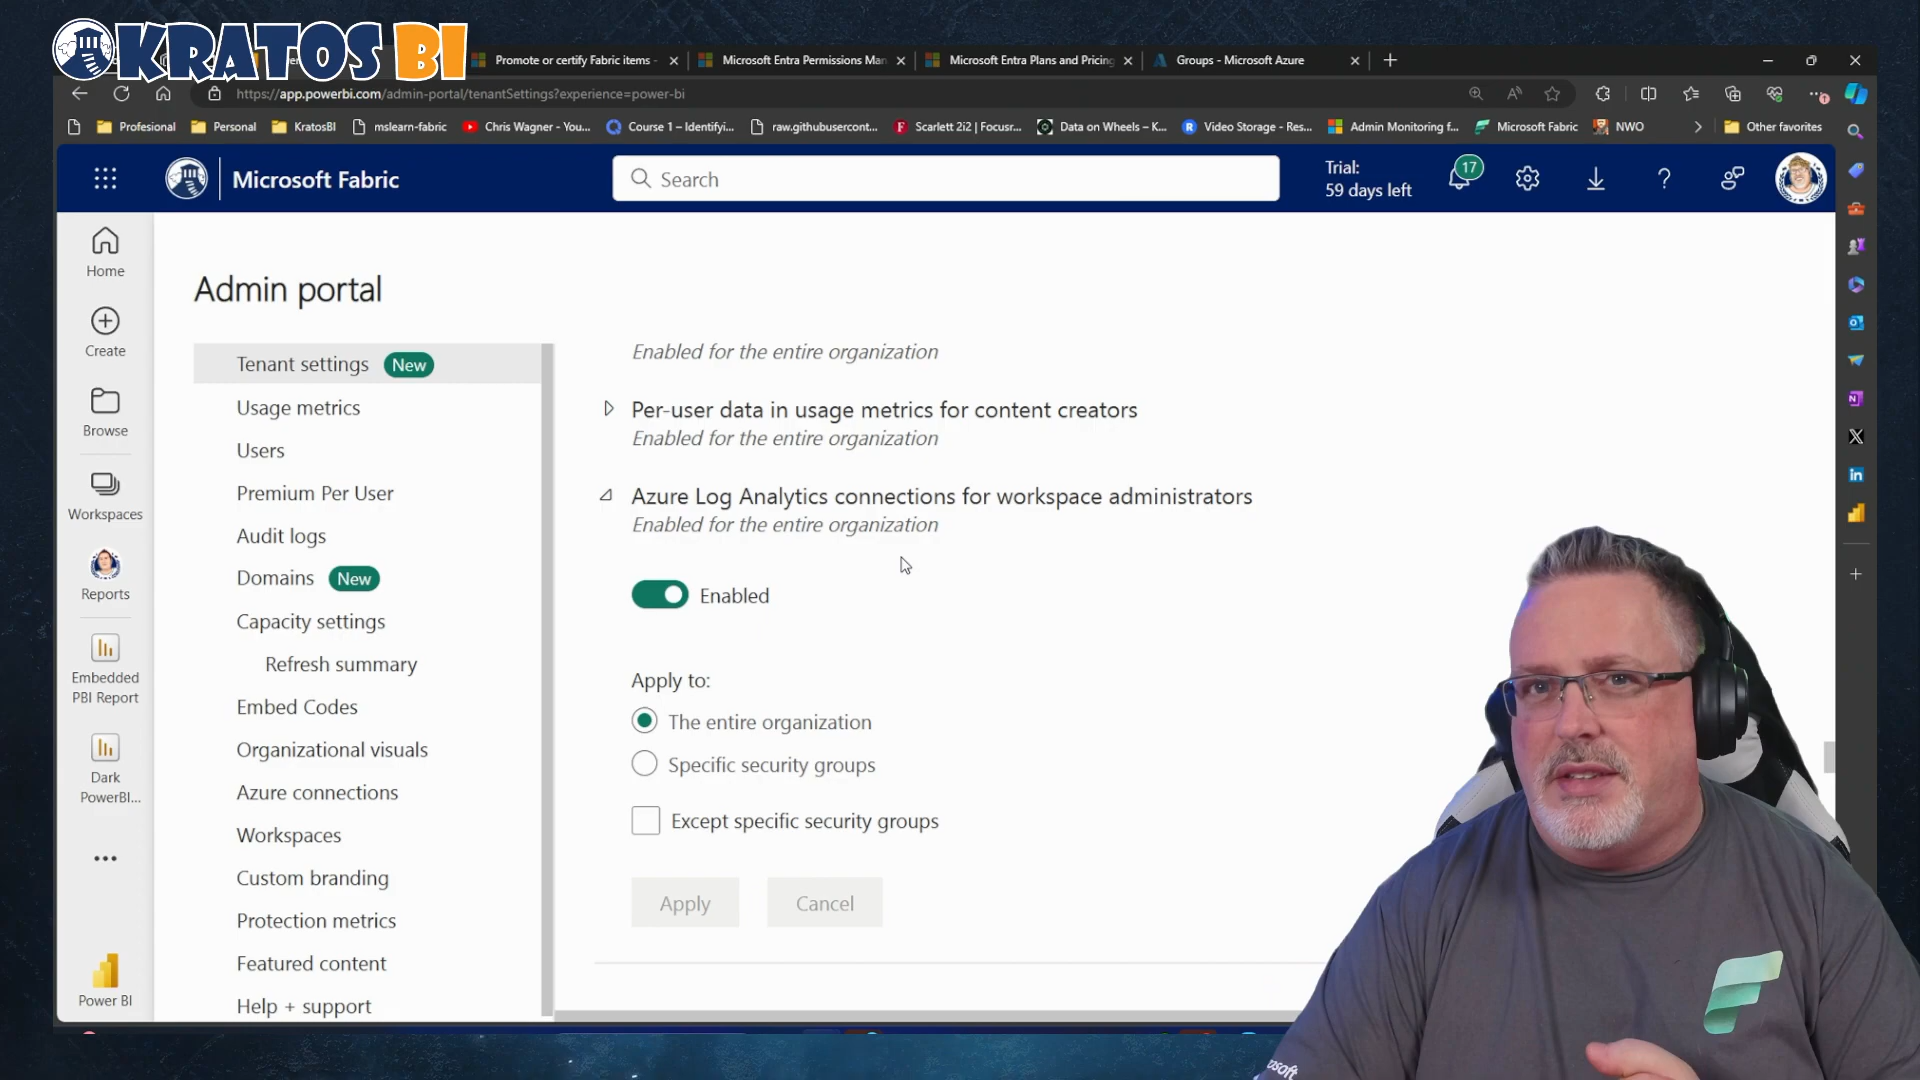 KRATOS BI
Promote or certify Fabric items -
Microsoft Entra Permissions Man
Microsoft Entra Plans and Pricing
Groups - Microsoft Azure
https://app.powerbi.com/admin-portal/tenantSettings?experience=power-bi
Profesional
Personal
KratosBI
mslearn-fabric
Chris Wagner - You...
Course 1 – Identifyi...
raw.githubusercont...
Scarlett 2i2 | Focusr...
Data on Wheels – K...
Video Storage - Res...
Admin Monitoring f...
Microsoft Fabric
NWO
Other favorites
Microsoft Fabric
Search
Trial:
59 days left
17
Home
Create
Browse
Workspaces
Reports
Embedded
PBI Report
Dark
PowerBI...
Power BI
Admin portal
Tenant settings New
Usage metrics
Users
Premium Per User
Audit logs
Domains New
Capacity settings
Refresh summary
Embed Codes
Organizational visuals
Azure connections
Workspaces
Custom branding
Protection metrics
Featured content
Help + support
Enabled for the entire organization
Per-user data in usage metrics for content creators
Enabled for the entire organization
Azure Log Analytics connections for workspace administrators
Enabled for the entire organization
Enabled
Apply to:
The entire organization
Specific security groups
Except specific security groups
Apply
Cancel